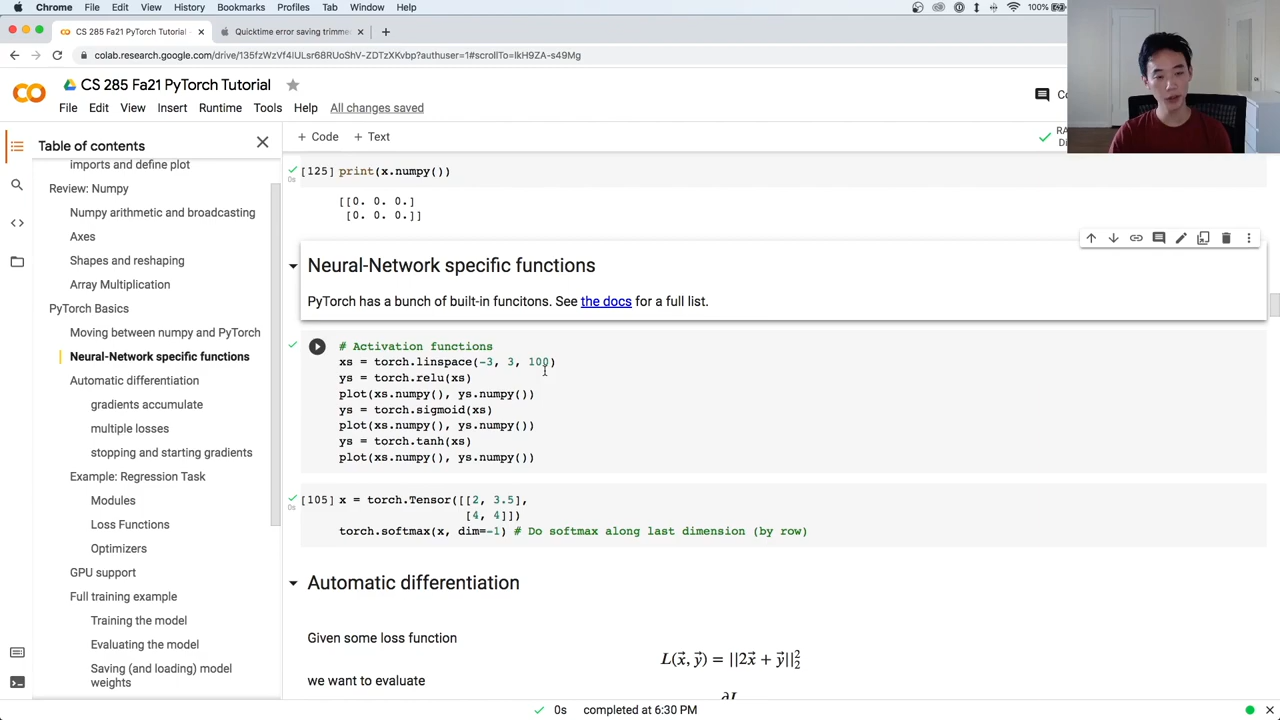 Chrome File Edit View History Bookmarks Profiles Tab Window Help 100%
CS 285 Fa21 PyTorch Tutorial - Quicktime error saving trimme
colab.research.google.com/drive/135fzWzVf4lULsr68RUoShV-ZDTzXKvbp?authuser=1#scrollTo=lkH9ZA-s49Mg
CS 285 Fa21 PyTorch Tutorial
File Edit View Insert Runtime Tools Help All changes saved
Co
Table of contents
+ Code + Text
RA
Di
imports and define plot
Review: Numpy
Numpy arithmetic and broadcasting
Axes
Shapes and reshaping
Array Multiplication
PyTorch Basics
Moving between numpy and PyTorch
Neural-Network specific functions
Automatic differentiation
gradients accumulate
multiple losses
stopping and starting gradients
Example: Regression Task
Modules
Loss Functions
Optimizers
GPU support
Full training example
Training the model
Evaluating the model
Saving (and loading) model
weights
0s [125] print(x.numpy())
[[0. 0. 0.]
[0. 0. 0.]]
Neural-Network specific functions
PyTorch has a bunch of built-in funcitons. See the docs for a full list.
# Activation functions
xs = torch.linspace(-3, 3, 100)
ys = torch.relu(xs)
plot(xs.numpy(), ys.numpy())
ys = torch.sigmoid(xs)
plot(xs.numpy(), ys.numpy())
ys = torch.tanh(xs)
plot(xs.numpy(), ys.numpy())
0s [105] x = torch.Tensor([[2, 3.5],
[4, 4]])
torch.softmax(x, dim=-1) # Do softmax along last dimension (by row)
Automatic differentiation
Given some loss function
L(x⃗, y⃗) = ||2x⃗ + y⃗||₂²
we want to evaluate
∂L
0s completed at 6:30 PM